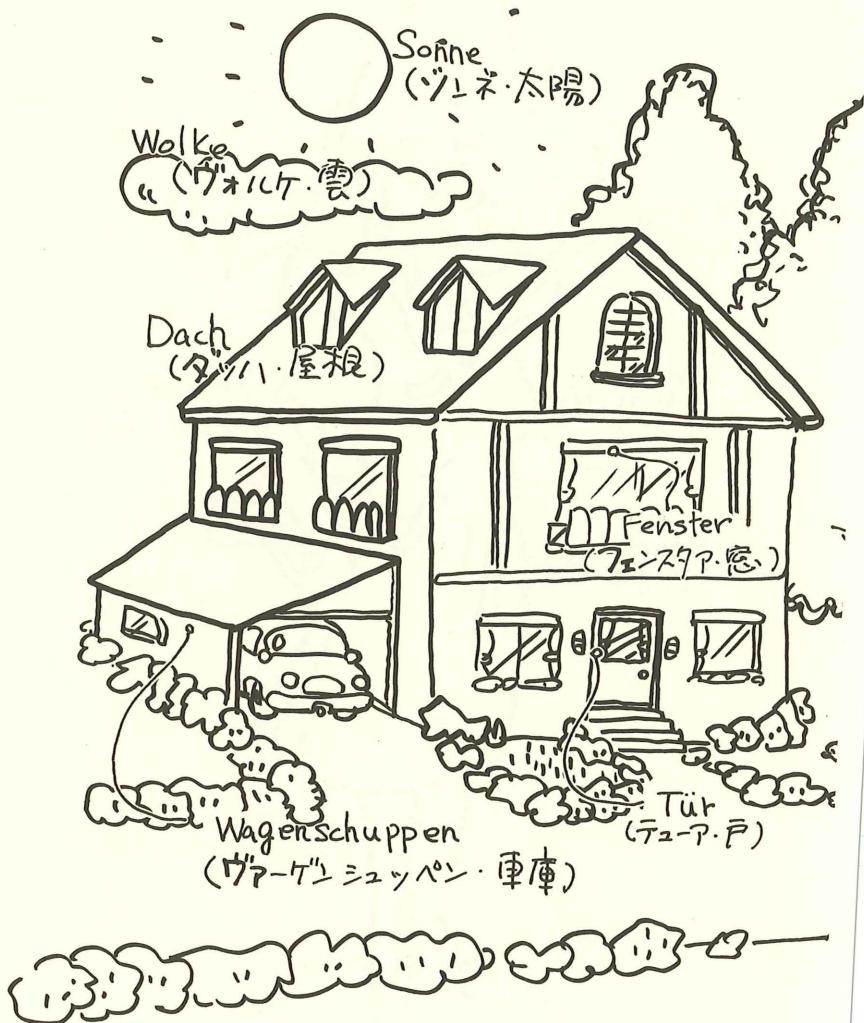 Sonne
(ゾンネ・太陽)
Wolke
(ヴォルケ・雲)
Dach
(ダッハ・屋根)
Fenster
(フェンスタア・窓)
Tür
(テューア・戸)
Wagenschuppen
(ヴァーゲンシュッペン・車庫)